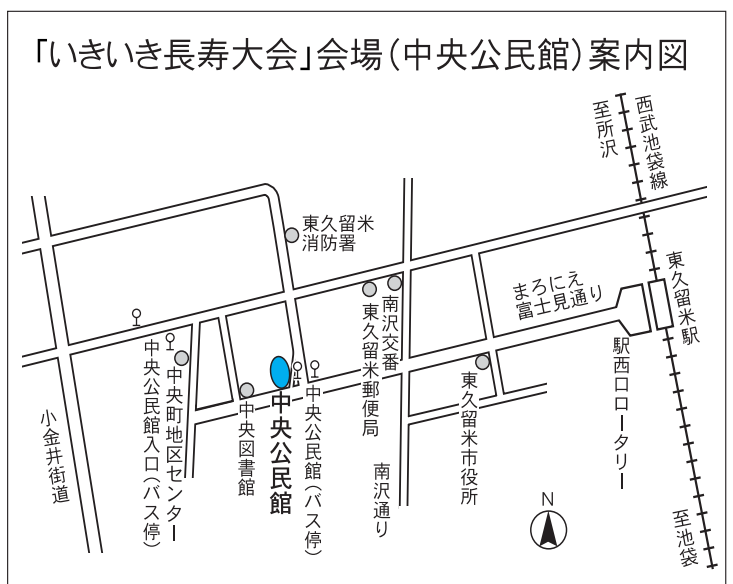 「いきいき長寿大会」会場(中央公民館)案内図
至所沢
西武池袋線
東久留米
消防署
東久留米駅
まろにえ
富士見通り
南沢交番
東久留米郵便局
中央公民館入口(バス停)
中央町地区センター
中央図書館
中央公民館
中央公民館(バス停)
東久留米市役所
駅西口ロータリー
小金井街道
南沢通り
N
至池袋